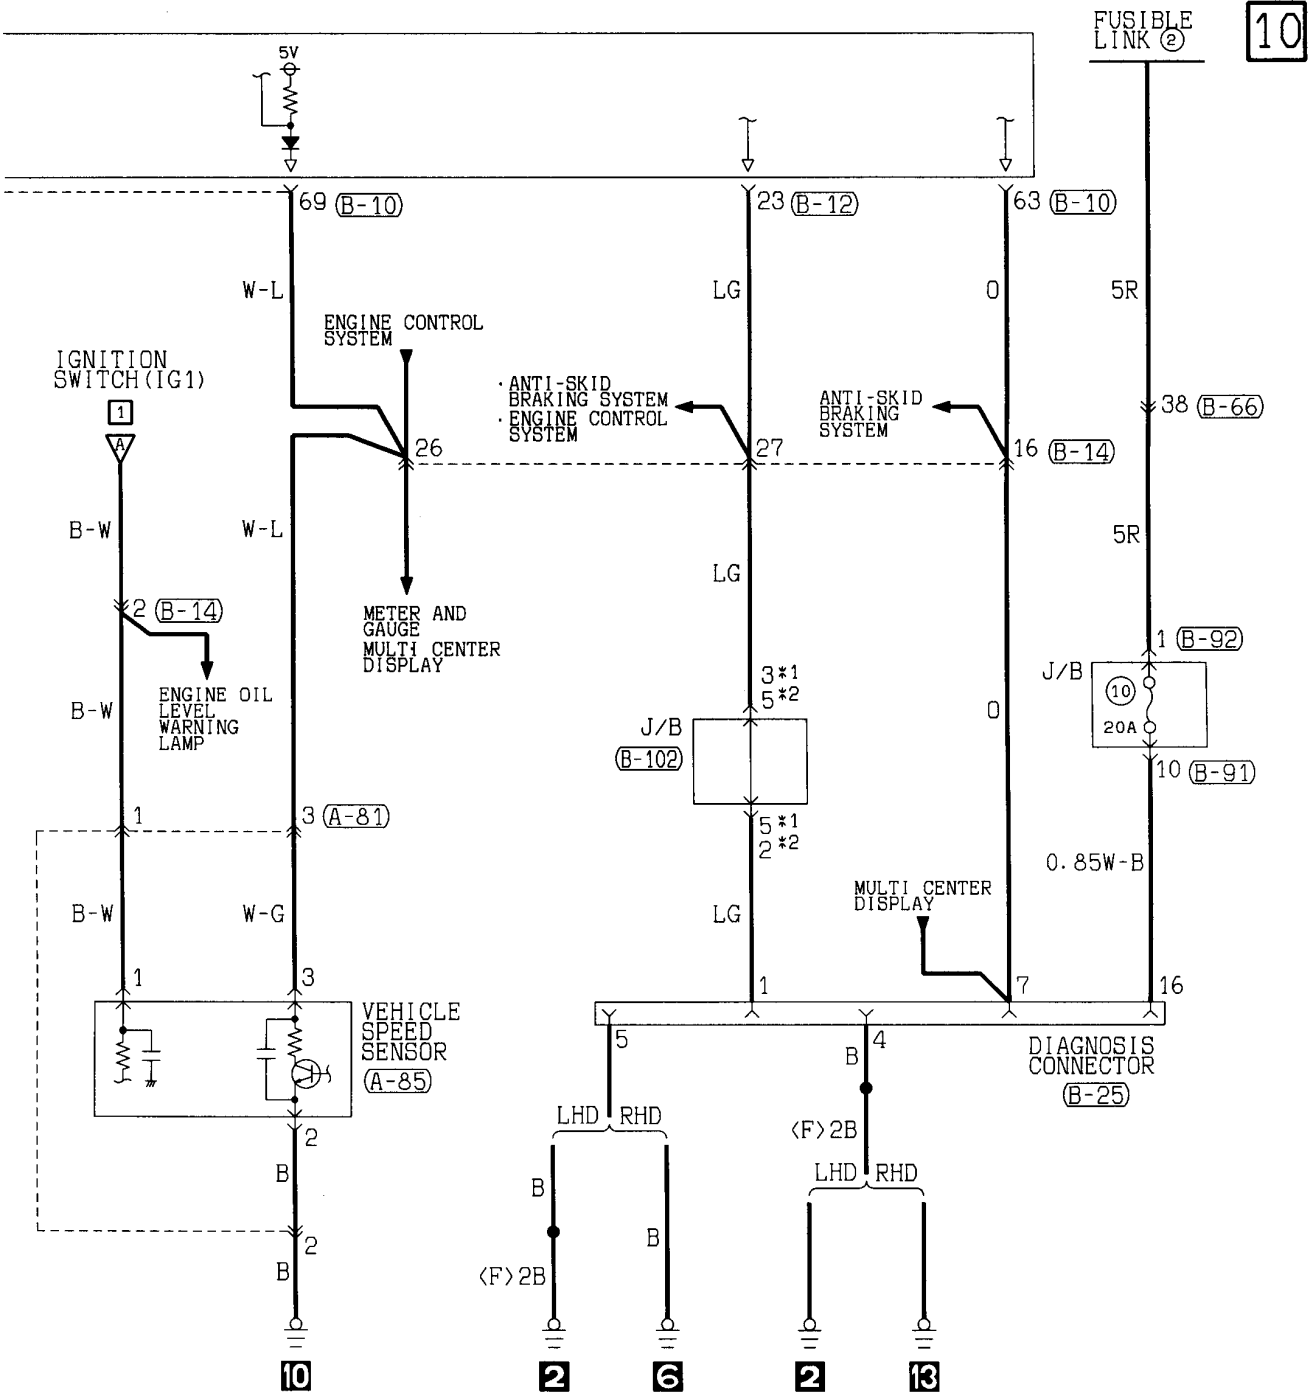 FUSIBLE
LINK ②
10
5V
69 (B-10)
23 (B-12)
63 (B-10)
W-L
LG
O
5R
ENGINE CONTROL
SYSTEM
IGNITION
SWITCH(IG1)
1
A
·ANTI-SKID
BRAKING SYSTEM
·ENGINE CONTROL
SYSTEM
ANTI-SKID
BRAKING
SYSTEM
38 (B-66)
26
27
16 (B-14)
B-W
W-L
LG
5R
2 (B-14)
METER AND
GAUGE
MULTI CENTER
DISPLAY
ENGINE OIL
LEVEL
WARNING
LAMP
B-W
3*1
5*2
O
1 (B-92)
J/B
10
20A
J/B
(B-102)
10 (B-91)
1
3 (A-81)
5*1
2*2
0.85W-B
B-W
W-G
LG
MULTI CENTER
DISPLAY
1
3
1
7
16
VEHICLE
SPEED
SENSOR
(A-85)
5
4
B
DIAGNOSIS
CONNECTOR
(B-25)
LHD RHD
2
<F>2B
B
LHD RHD
B
B
2
B
<F>2B
10
2
6
2
13